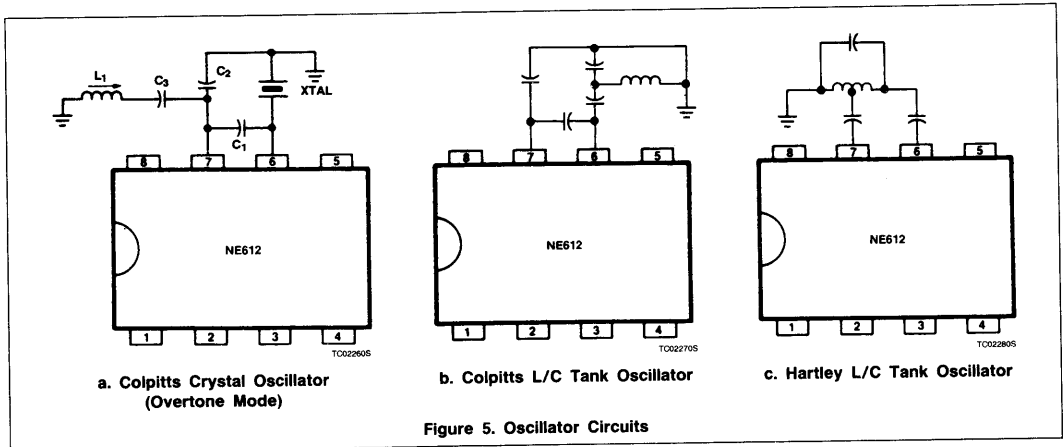 L1
C3
C2
XTAL
C1
8
7
6
5
NE612
1
2
3
4
TC02260S
a. Colpitts Crystal Oscillator
(Overtone Mode)
8
7
6
5
NE612
1
2
3
4
TC02270S
b. Colpitts L/C Tank Oscillator
8
7
6
5
NE612
1
2
3
4
TC02280S
c. Hartley L/C Tank Oscillator
Figure 5. Oscillator Circuits